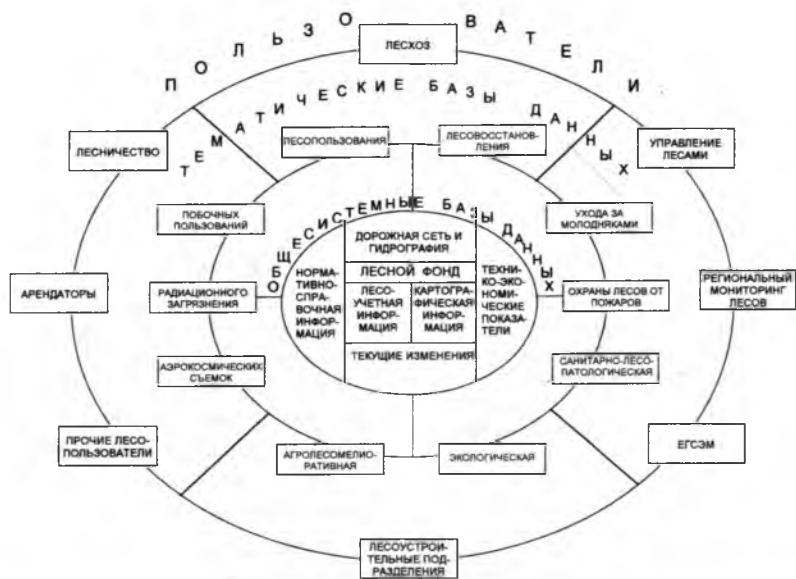 ПОЛЬЗОВАТЕЛИ
ЛЕСХОЗ
ТЕМАТИЧЕСКИЕ БАЗЫ ДАННЫХ
ЛЕСНИЧЕСТВО
ЛЕСОПОЛЬЗОВАНИЯ
ЛЕСОВОССТАНОВ-
ЛЕНИЯ
УПРАВЛЕНИЕ
ЛЕСАМИ
ПОБОЧНЫХ
ПОЛЬЗОВАНИЙ
ОБЩЕСИСТЕМНЫЕ БАЗЫ ДАННЫХ
УХОДА ЗА
МОЛОДНЯКАМИ
ДОРОЖНАЯ СЕТЬ И
ГИДРОГРАФИЯ
АРЕНДАТОРЫ
РАДИАЦИОННОГО
ЗАГРЯЗНЕНИЯ
НОРМА-
ТИВНО-
СПРА-
ВОЧНАЯ
ИНФОР-
МАЦИЯ
ЛЕСНОЙ ФОНД
ЛЕСО-
УЧЕТНАЯ
ИНФОР-
МАЦИЯ
КАРТОГРА-
ФИЧЕСКАЯ
ИНФОР-
МАЦИЯ
ТЕХНИ-
КО-ЭКО-
НОМИ-
ЧЕСКИЕ
ПОКАЗА-
ТЕЛИ
ОХРАНЫ ЛЕСОВ ОТ
ПОЖАРОВ
РЕГИОНАЛЬНЫЙ
МОНИТОРИНГ
ЛЕСОВ
ТЕКУЩИЕ ИЗМЕНЕНИЯ
АЭРОКОСМИЧЕСКИХ
СЪЕМОК
САНИТАРНО-ЛЕСО-
ПАТОЛОГИЧЕСКАЯ
ПРОЧИЕ ЛЕСО-
ПОЛЬЗОВАТЕЛИ
АГРОЛЕСОМЕЛИО-
РАТИВНАЯ
ЭКОЛОГИЧЕСКАЯ
ЕГСЭМ
ЛЕСОУСТРОИ-
ТЕЛЬНЫЕ ПОД-
РАЗДЕЛЕНИЯ